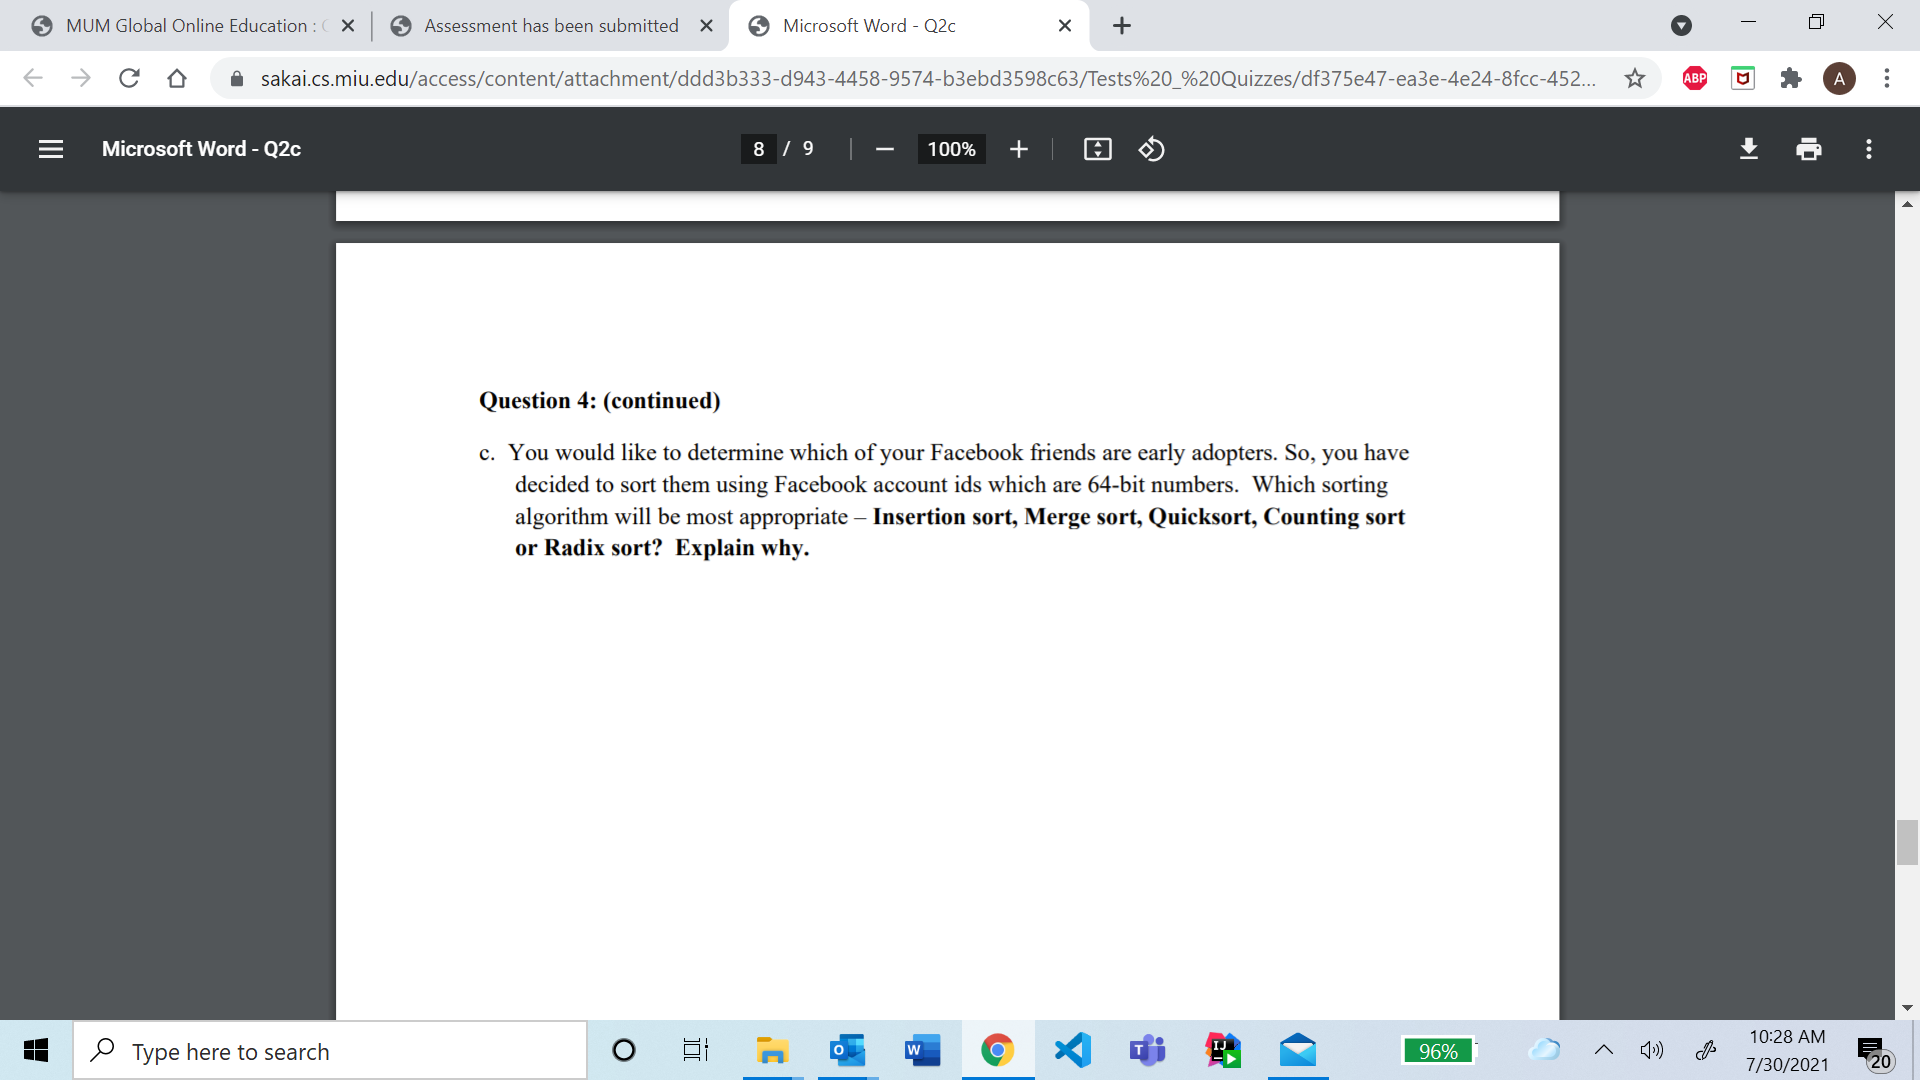 MUM Global Online Education :
Assessment has been submitted
Microsoft Word - Q2c
sakai.cs.miu.edu/access/content/attachment/ddd3b333-d943-4458-9574-b3ebd3598c63/Tests%20_%20Quizzes/df375e47-ea3e-4e24-8fcc-452...
ABP
A
Microsoft Word - Q2c
8 / 9
100%
Question 4: (continued)
c. You would like to determine which of your Facebook friends are early adopters. So, you have
decided to sort them using Facebook account ids which are 64-bit numbers. Which sorting
algorithm will be most appropriate – Insertion sort, Merge sort, Quicksort, Counting sort
or Radix sort? Explain why.
Type here to search
96%
10:28 AM
7/30/2021
20